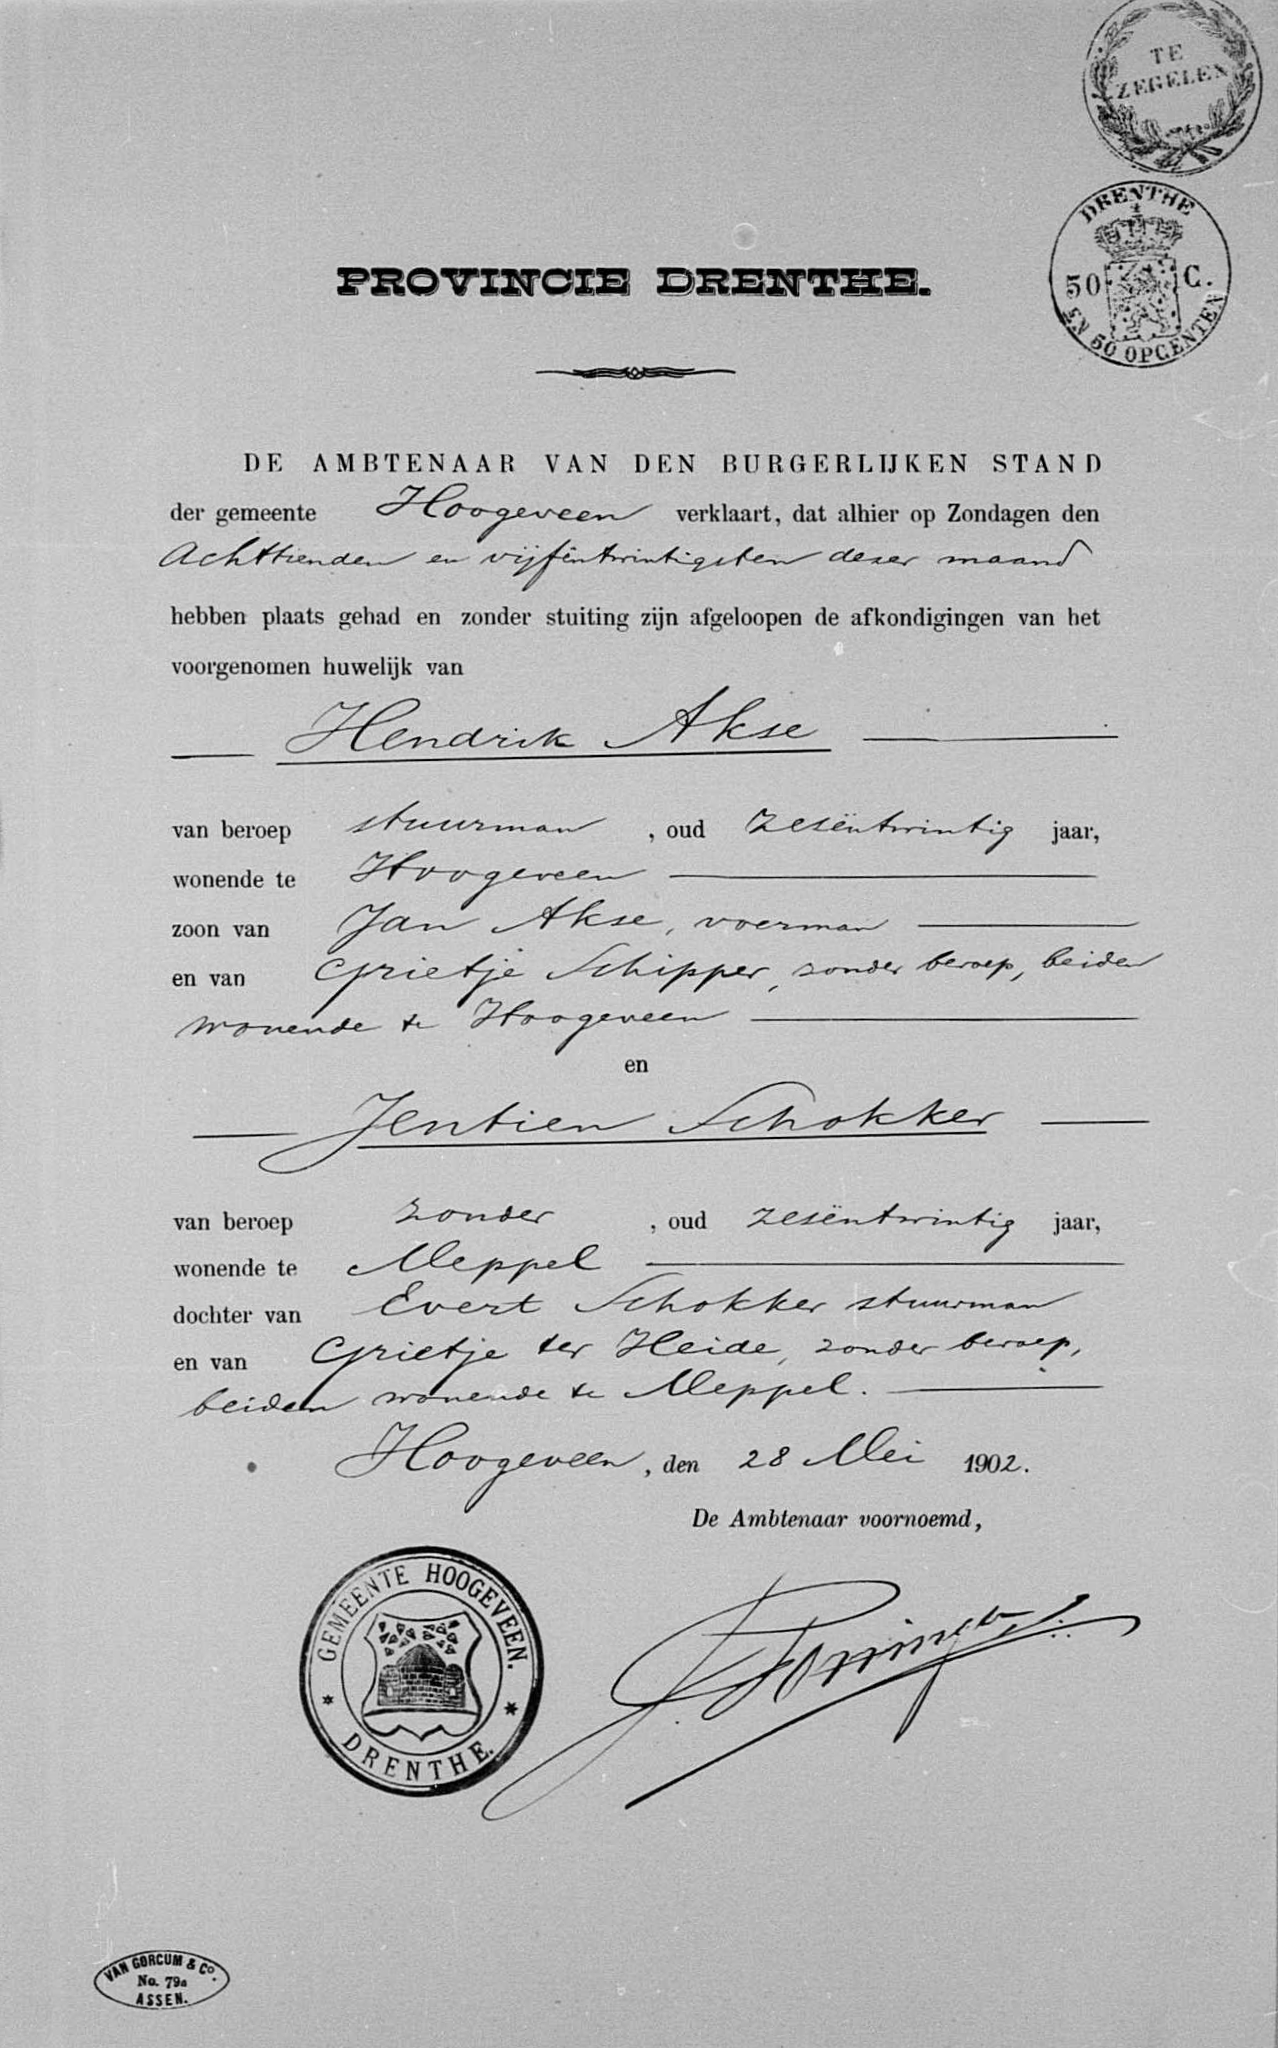 TE
ZEGELEN
DRENTHE
50 C.
EN 50 OPCENTEN
PROVINCIE DRENTHE.
DE AMBTENAAR VAN DEN BURGERLIJKEN STAND
der gemeente Hoogeveen verklaart, dat alhier op Zondagen den
Achttienden en vijfëntwintigsten dezer maand
hebben plaats gehad en zonder stuiting zijn afgeloopen de afkondigingen van het
voorgenomen huwelijk van
Hendrik Akse
van beroep stuurman, oud zesëntwintig jaar,
wonende te Hoogeveen
zoon van Jan Akse, voerman
en van Grietje Schipper, zonder beroep, beiden
wonende te Hoogeveen
en
Jentien Schokker
van beroep zonder, oud zesëntwintig jaar,
wonende te Meppel
dochter van Evert Schokker stuurman
en van Grietje ter Heide, zonder beroep,
beiden wonende te Meppel.
Hoogeveen, den 28 Mei 1902.
De Ambtenaar voornoemd,
GEMEENTE HOOGEVEEN.
* DRENTHE. *
VAN GORCUM & Co.
No. 79a
ASSEN.